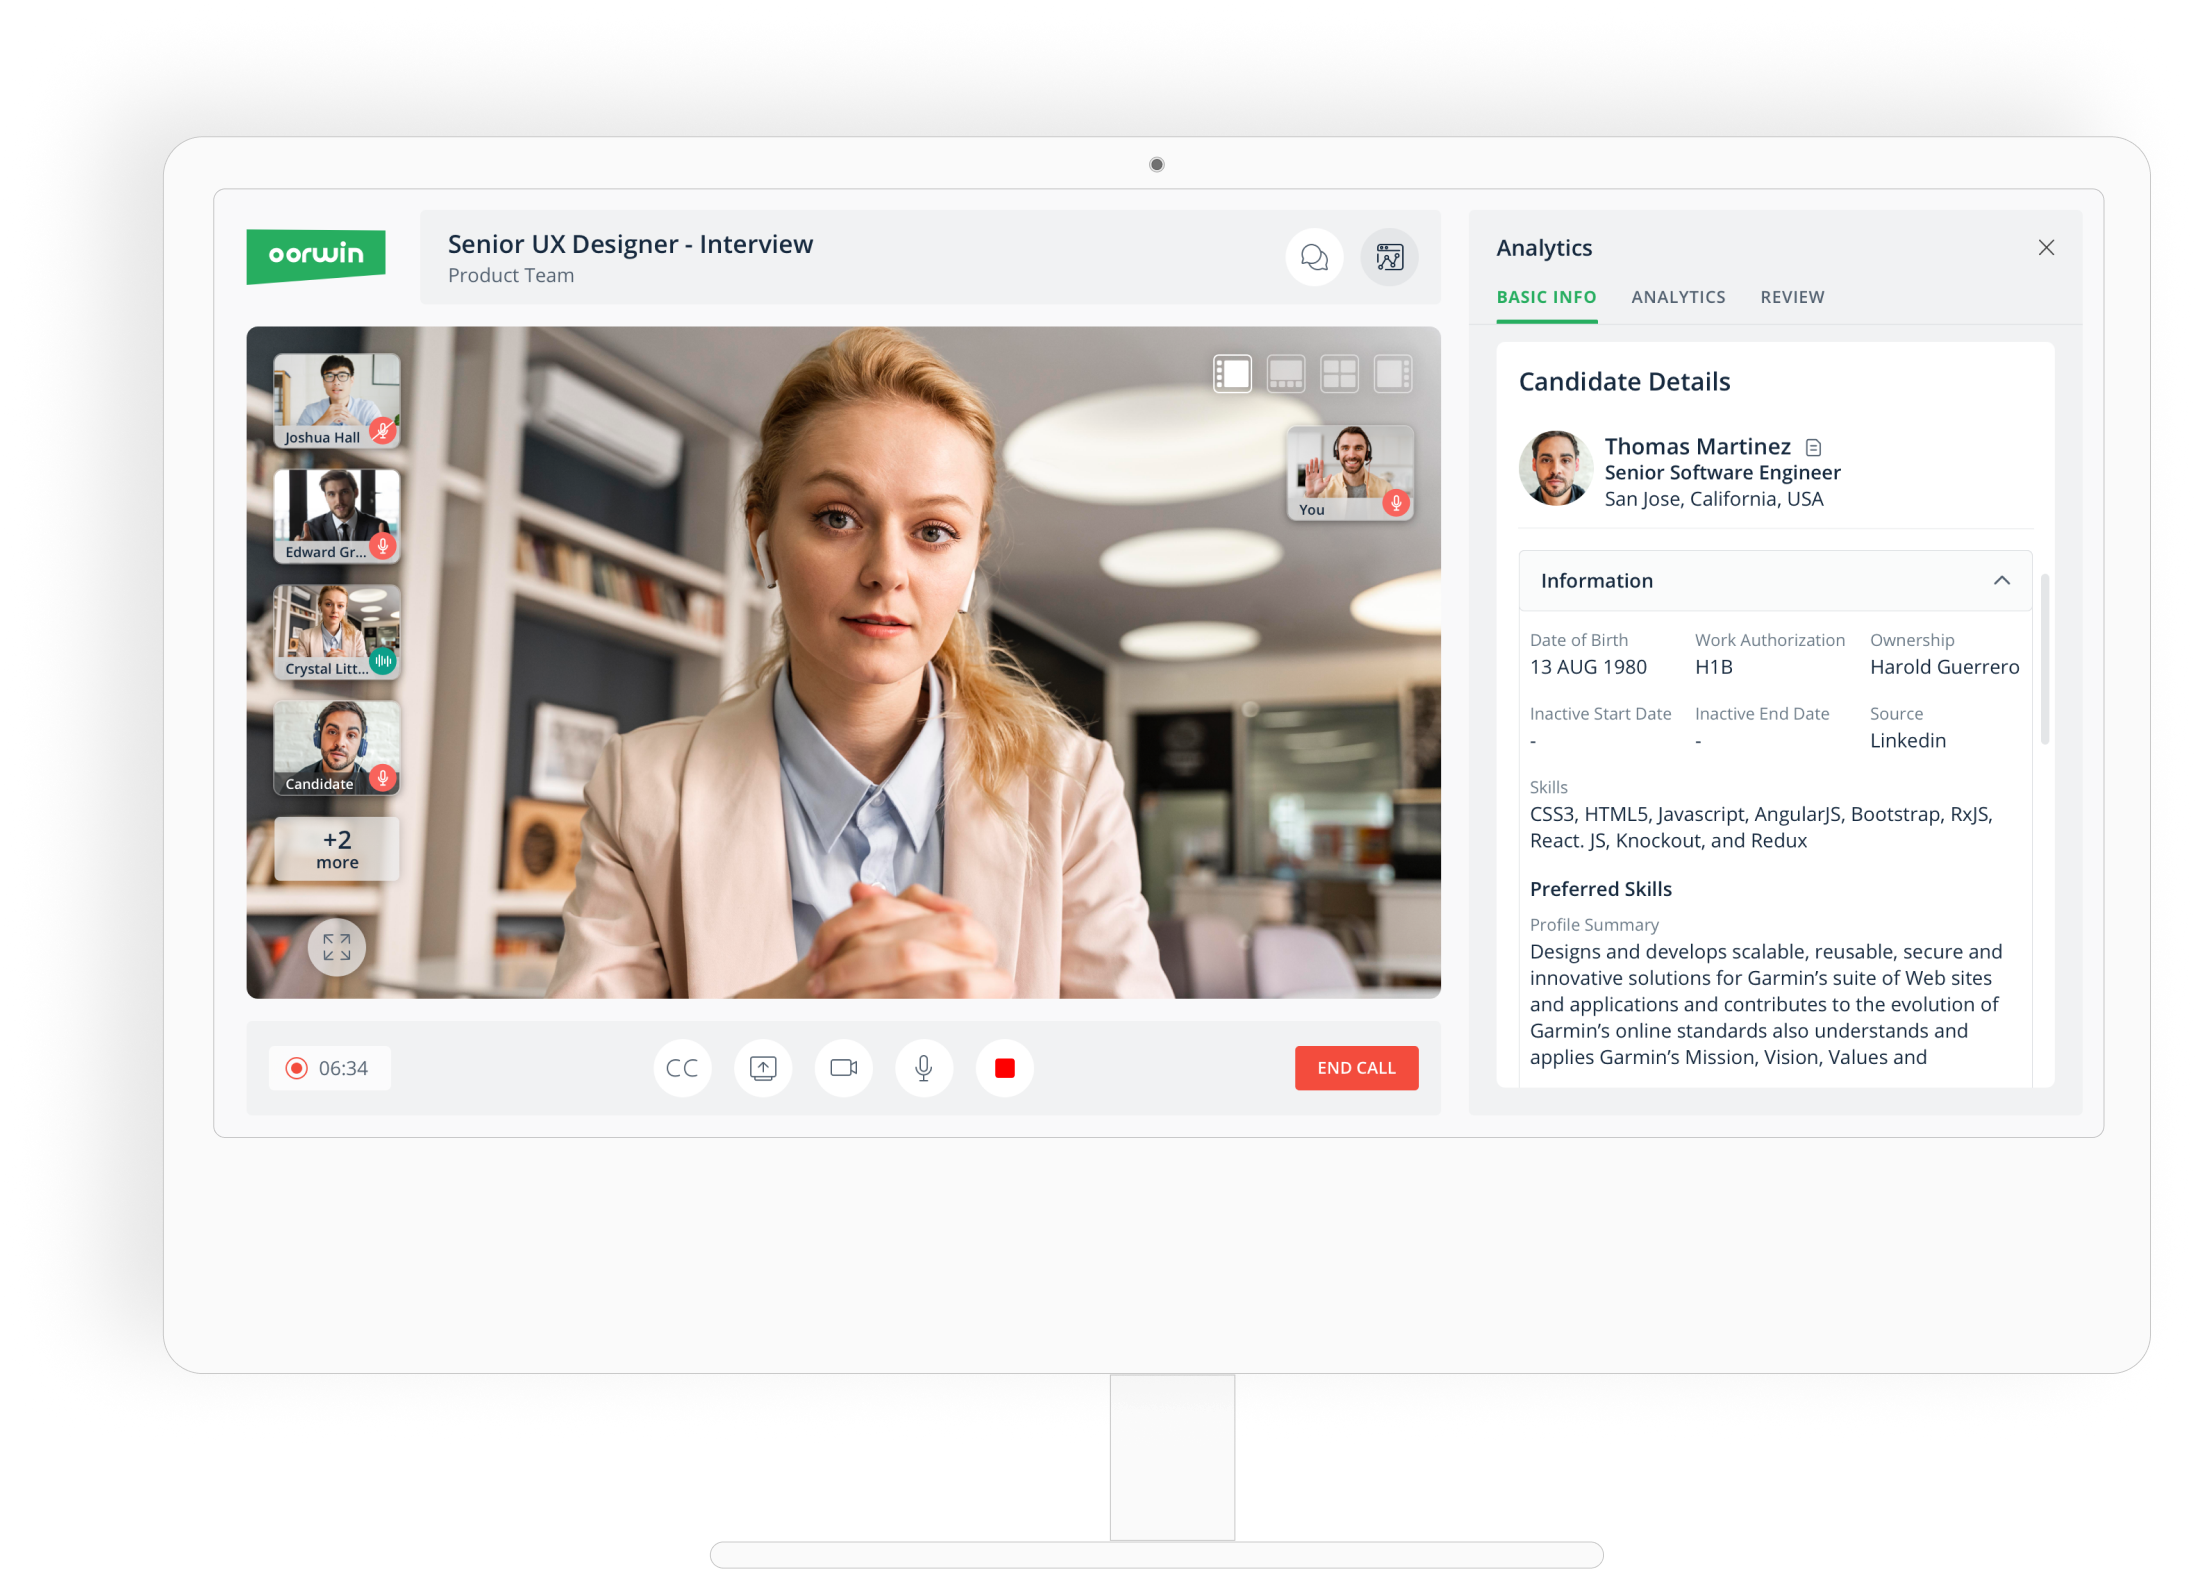 oorwin
Senior UX Designer - Interview
Product Team
Joshua Hall
Edward Gr...
Crystal Litt...
Candidate
+2
more
You
06:34
CC
END CALL
Analytics
BASIC INFO ANALYTICS REVIEW
Candidate Details
Thomas Martinez
Senior Software Engineer
San Jose, California, USA
Information
Date of Birth Work Authorization Ownership
13 AUG 1980 H1B Harold Guerrero
Inactive Start Date Inactive End Date Source
- - Linkedin
Skills
CSS3, HTML5, Javascript, AngularJS, Bootstrap, RxJS,
React. JS, Knockout, and Redux
Preferred Skills
Profile Summary
Designs and develops scalable, reusable, secure and
innovative solutions for Garmin’s suite of Web sites
and applications and contributes to the evolution of
Garmin’s online standards also understands and
applies Garmin’s Mission, Vision, Values and